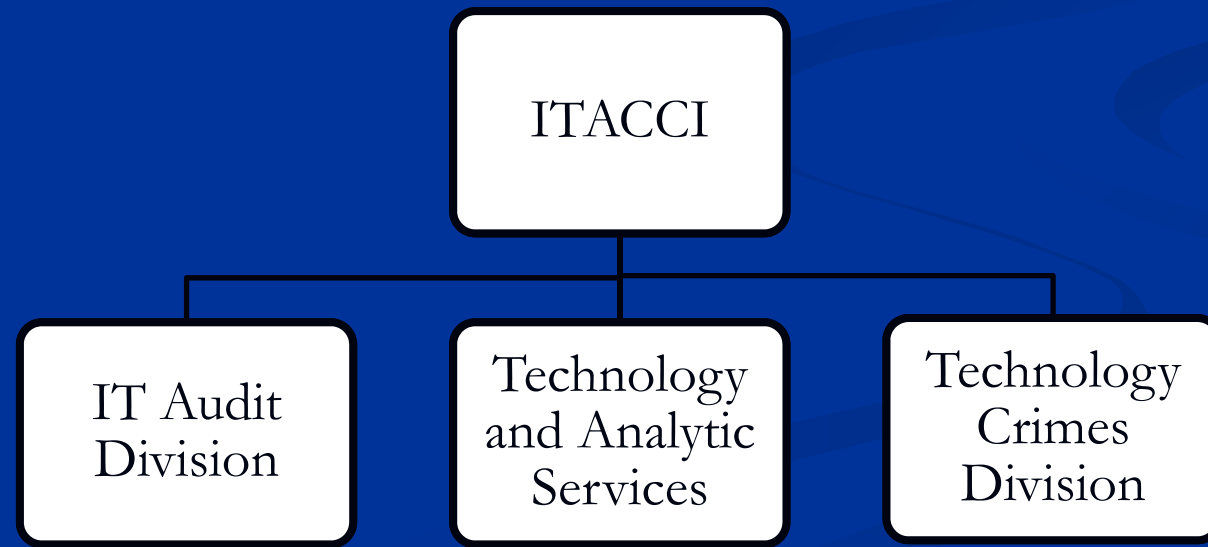 ITACCI
IT Audit
Division
Technology
and Analytic
Services
Technology
Crimes
Division